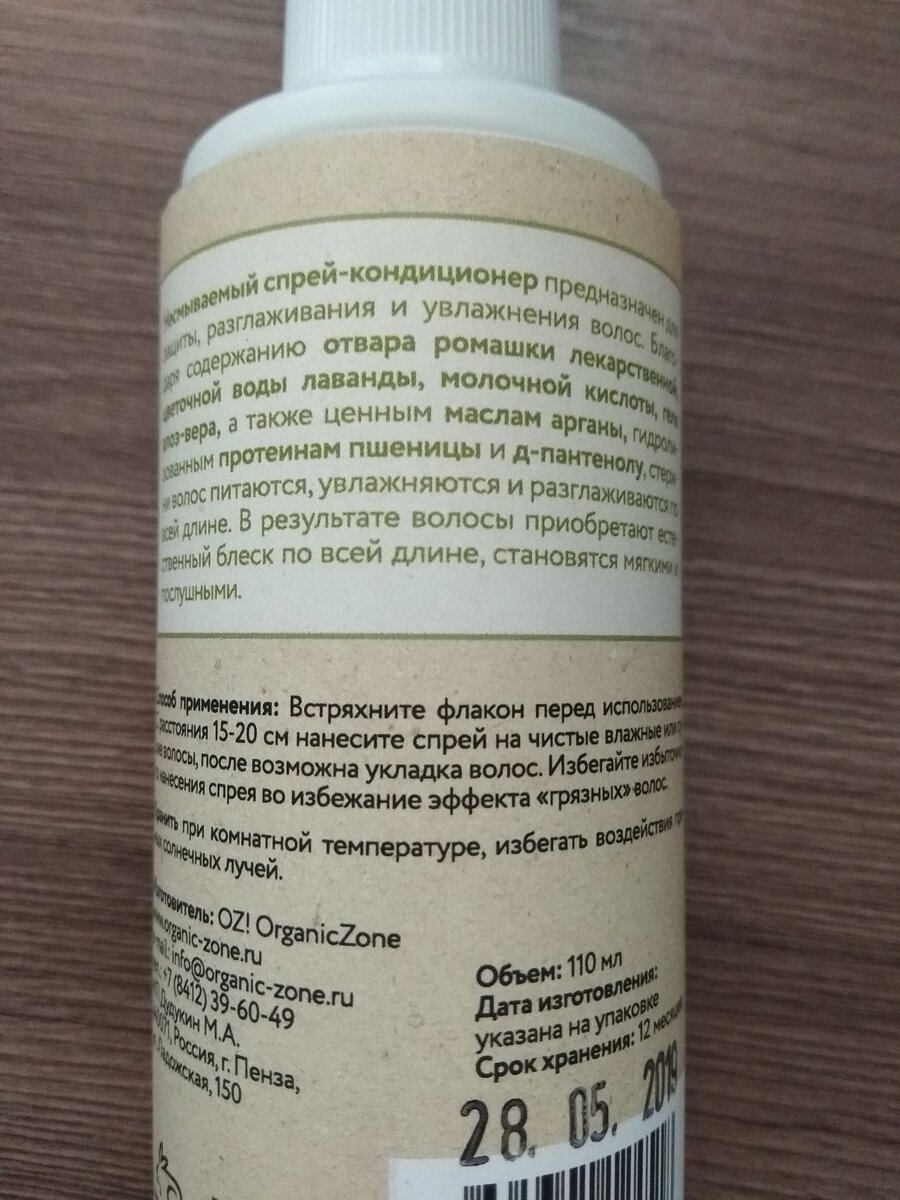 Несмываемый спрей-кондиционер предназначен для
защиты, разглаживания и увлажнения волос. Благо-
даря содержанию отвара ромашки лекарственной,
цветочной воды лаванды, молочной кислоты, геля
алоэ-вера, а также ценным маслам арганы, гидроли-
зованным протеинам пшеницы и д-пантенолу, стерж-
ни волос питаются, увлажняются и разглаживаются по
всей длине. В результате волосы приобретают есте-
ственный блеск по всей длине, становятся мягкими и
послушными.
Способ применения: Встряхните флакон перед использованием.
С расстояния 15-20 см нанесите спрей на чистые влажные или
волосы, после возможна укладка волос. Избегайте избыточно-
го нанесения спрея во избежание эффекта «грязных» волос.
Хранить при комнатной температуре, избегать воздействия
солнечных лучей.
Изготовитель: OZ! OrganicZone
www.organic-zone.ru
e-mail: info@organic-zone.ru
тел.: +7 (8412) 39-60-49
ИП Дудукин М.А.
Россия, г. Пенза,
Ладожская, 150
Объем: 110 мл
Дата изготовления:
указана на упаковке
Срок хранения: 12 месяцев
28. 05. 2019